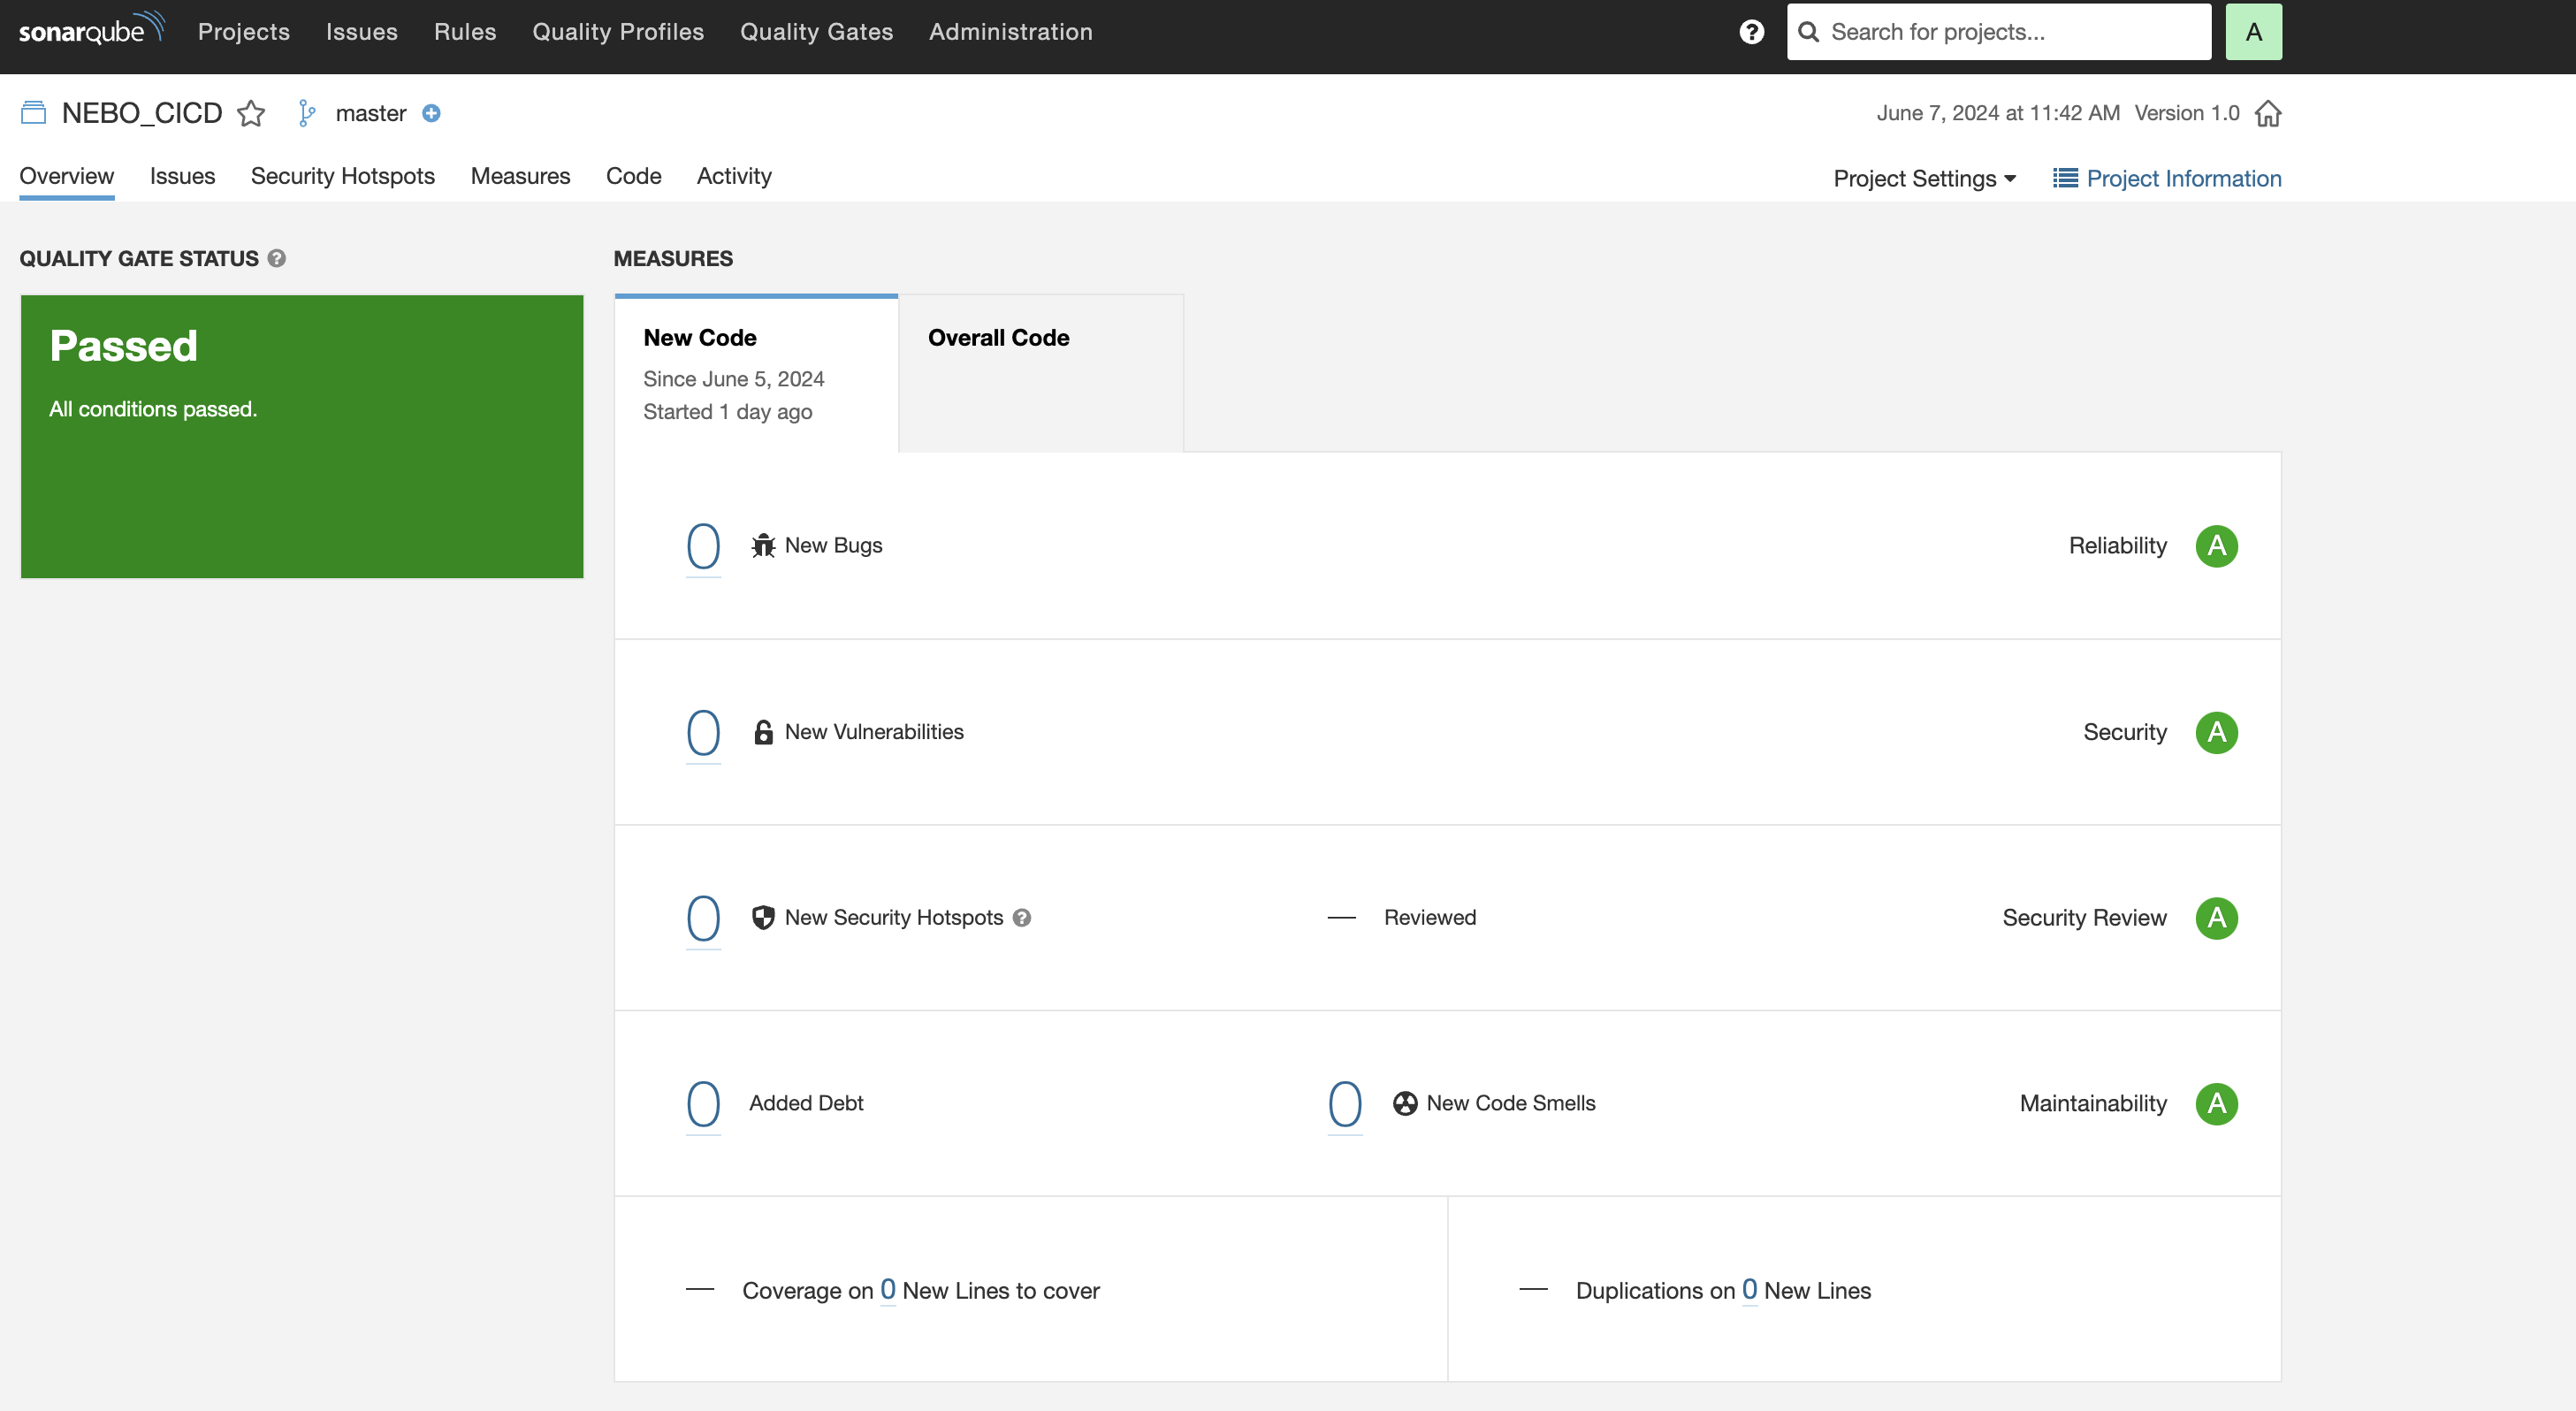 sonarqube Projects Issues Rules Quality Profiles Quality Gates Administration ? Search for projects... A
NEBO_CICD master June 7, 2024 at 11:42 AM Version 1.0
Overview Issues Security Hotspots Measures Code Activity Project Settings Project Information
QUALITY GATE STATUS ? MEASURES
Passed
All conditions passed.
New Code Overall Code
Since June 5, 2024
Started 1 day ago
0 New Bugs Reliability A
0 New Vulnerabilities Security A
0 New Security Hotspots ? — Reviewed Security Review A
0 Added Debt 0 New Code Smells Maintainability A
— Coverage on 0 New Lines to cover — Duplications on 0 New Lines